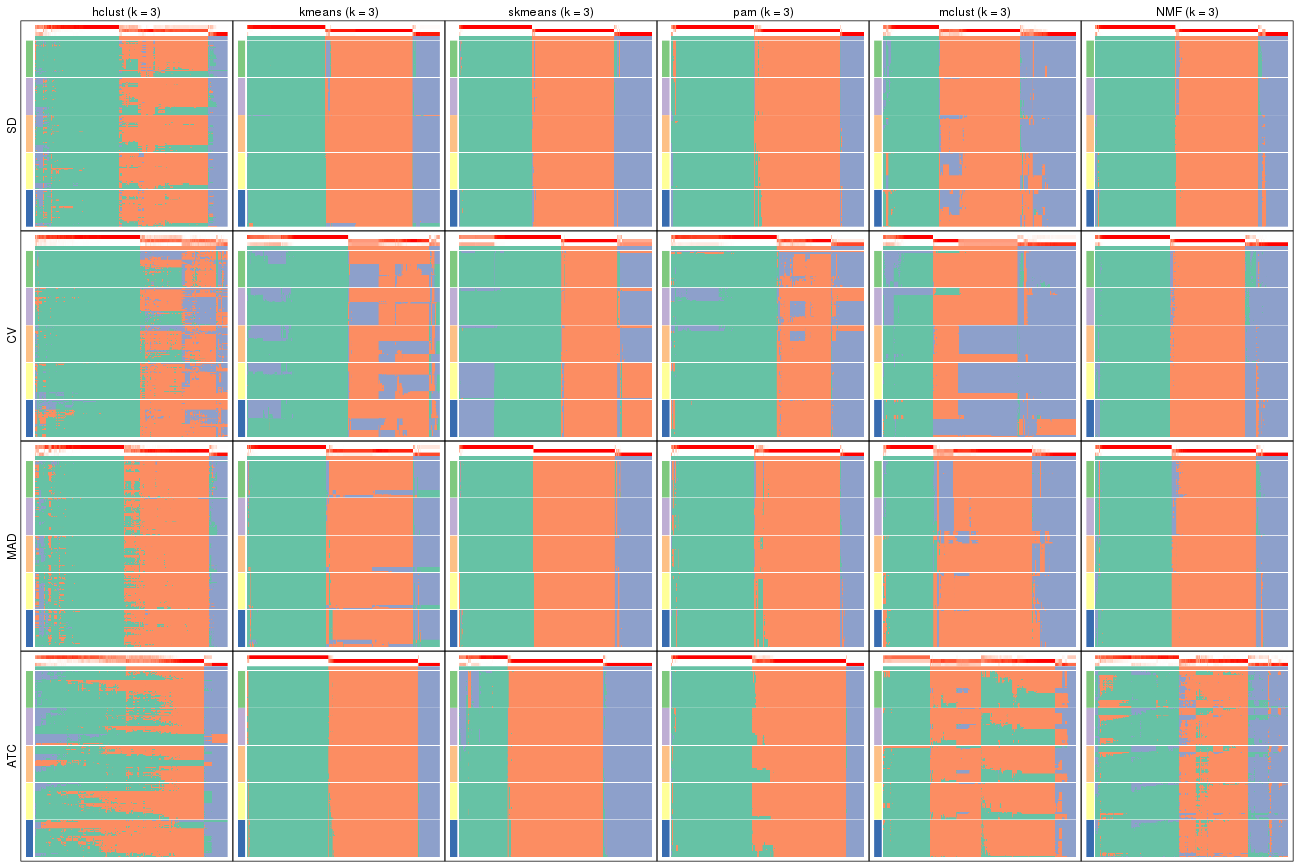 hclust (k = 3) kmeans (k = 3) skmeans (k = 3) pam (k = 3) mclust (k = 3) NMF (k = 3)
SD
CV
MAD
ATC